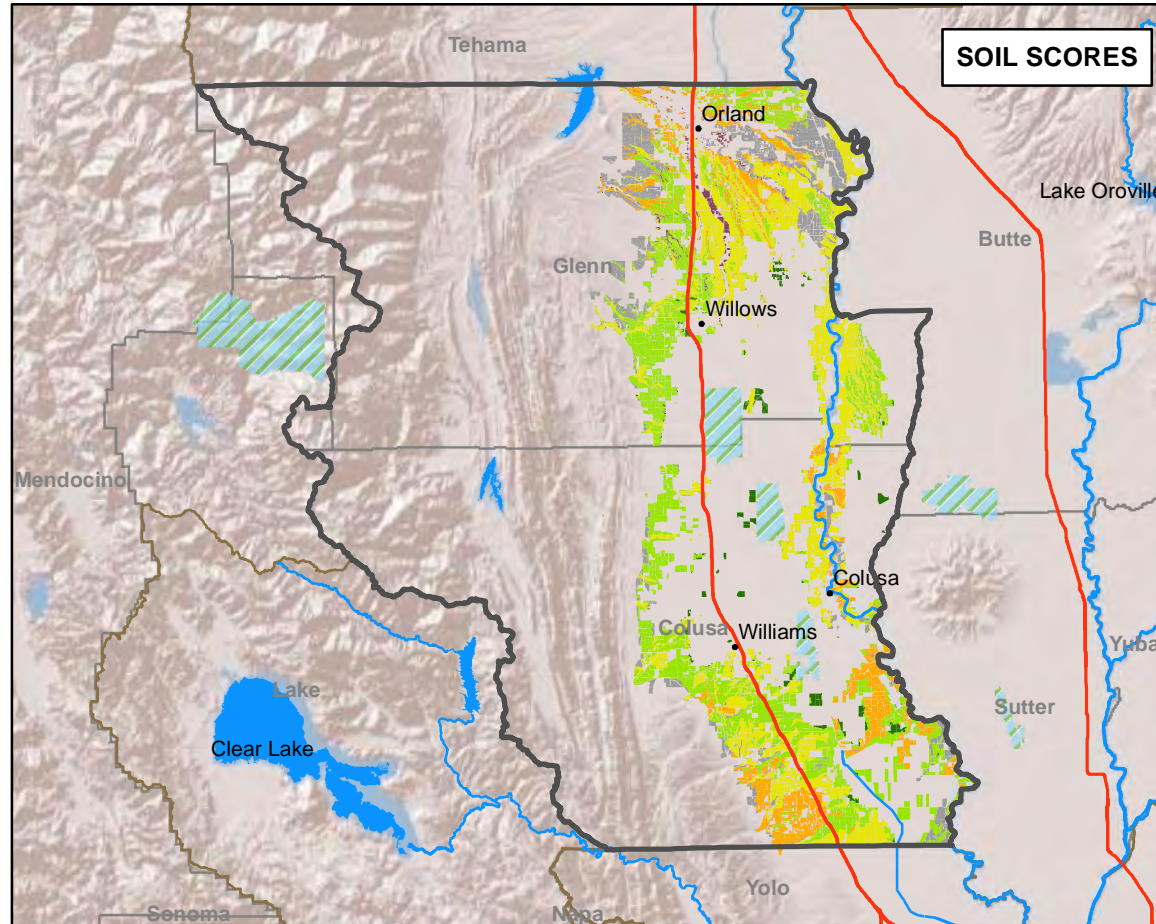 Tehama
SOIL SCORES
Orland
Lake Oroville
Butte
Glenn
Willows
Mendocino
Colusa
Colusa
Williams
Yuba
Lake
Sutter
Clear Lake
Yolo
Sonoma
Napa